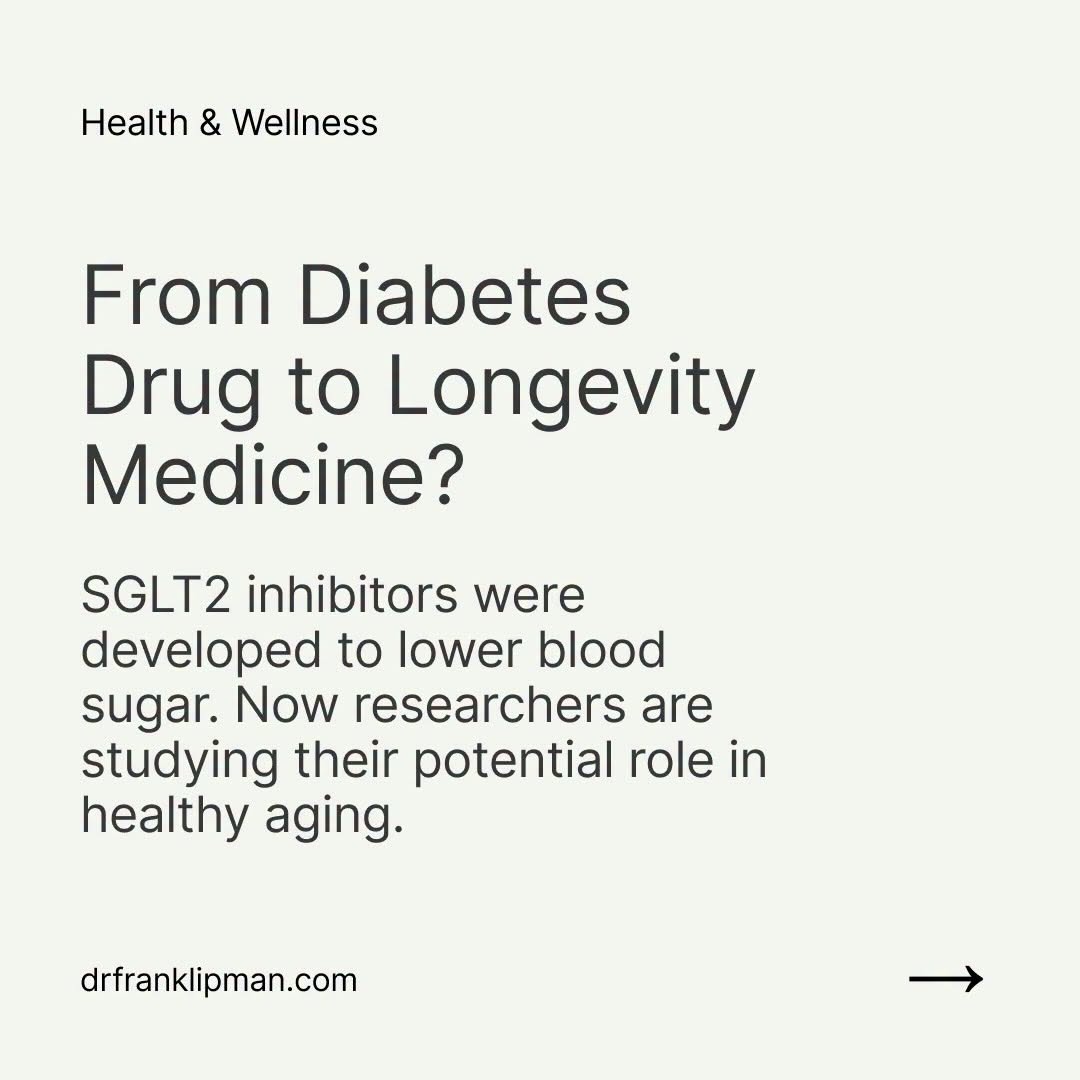 Health & Wellness
From Diabetes
Drug to Longevity
Medicine?
SGLT2 inhibitors were
developed to lower blood
sugar. Now researchers are
studying their potential role in
healthy aging.
drfranklipman.com